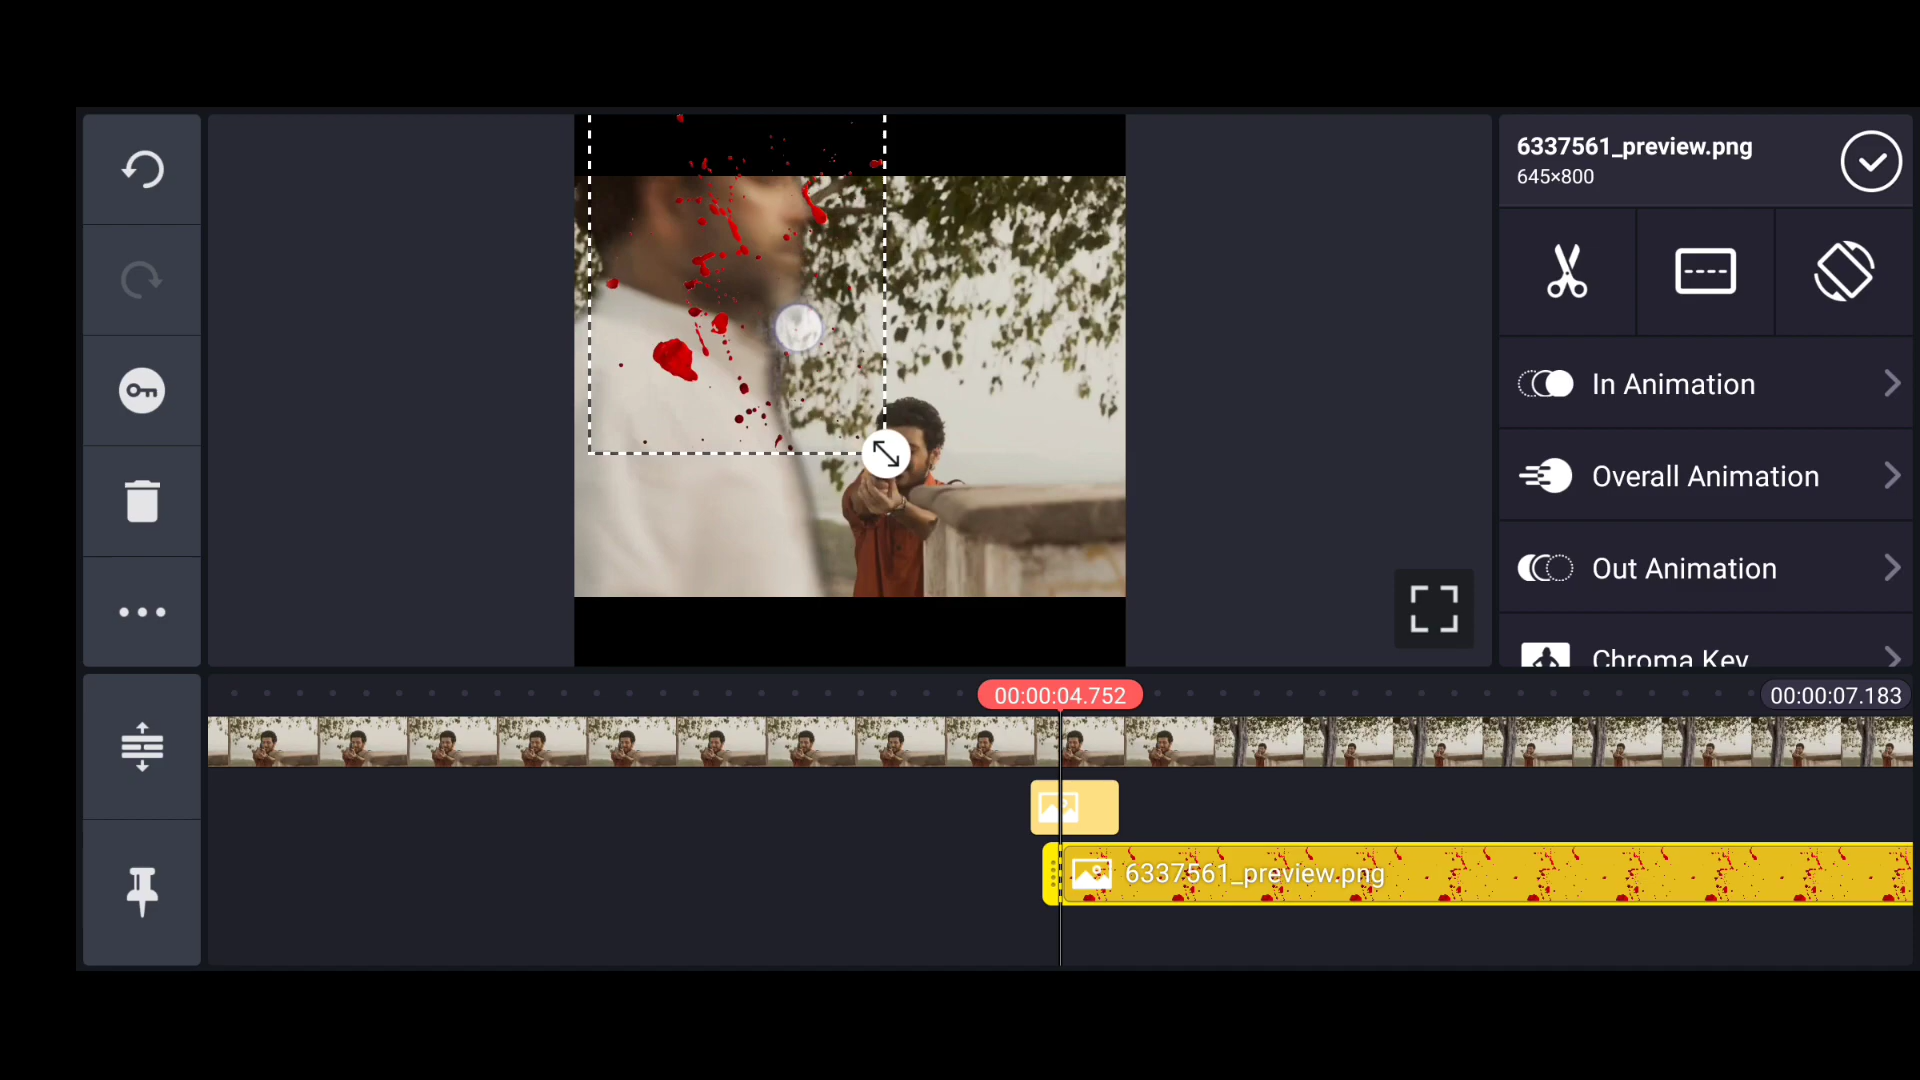 6337561_preview.png
645×800
In Animation
Overall Animation
Out Animation
Chroma Key
00:00:04.752
00:00:07.183
6337561_preview.png